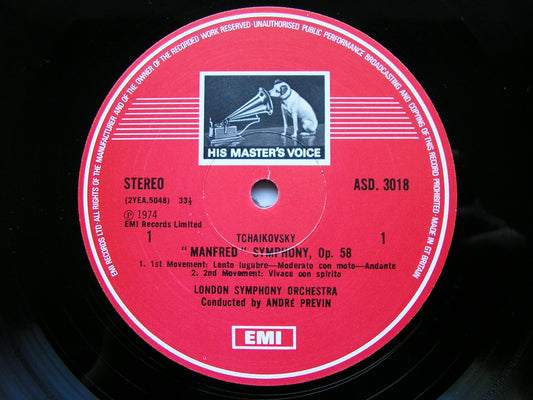 EMI RECORDS LTD ALL RIGHTS OF THE MANUFACTURER AND OF THE OWNER OF THE RECORDED WORK RESERVED·UNAUTHORISED PUBLIC PERFORMANCE BROADCASTING AND COPYING OF THIS RECORD PROHIBITED·MADE IN GT BRITAIN
HIS MASTER'S VOICE
STEREO ASD. 3018
(2YEA.5048) 33⅓
℗ 1974
EMI Records Limited
1 TCHAIKOVSKY 1
"MANFRED" SYMPHONY, Op. 58
1. 1st Movement: Lento lugubre—Moderato con moto—Andante
2. 2nd Movement: Vivace con spirito
LONDON SYMPHONY ORCHESTRA
Conducted by ANDRÉ PREVIN
EMI